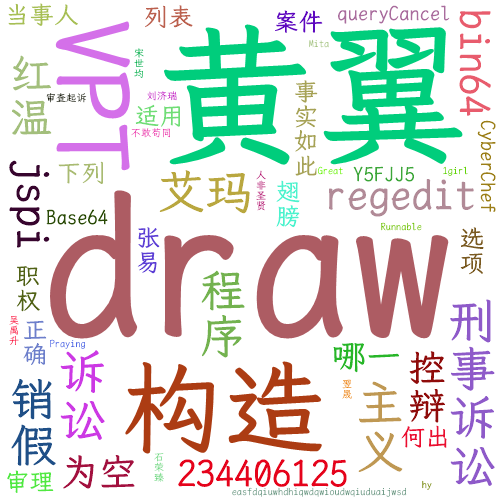 当事人
VPT
列表
案件
queryCancel
bin64
宋世均
Mita
黄翼
红温
审查起诉
刘济瑞
适用
不敢苟同
事实如此
CyberChef
jspi
下列
艾玛
人非圣贤
Great
翅膀
Y5FJJ5
1girl
regedit
Base64
draw
张易
Runnable
选项
职权
程序
吴禹升
正确
Praying
诉讼
构造
哪一
翌晟
控辩
刑事诉讼
销假
主义
何出
审理
为空
石荣臻
234406125
easfdqiuwhdhiqwdqwioudwqiuduaijwsd
hy